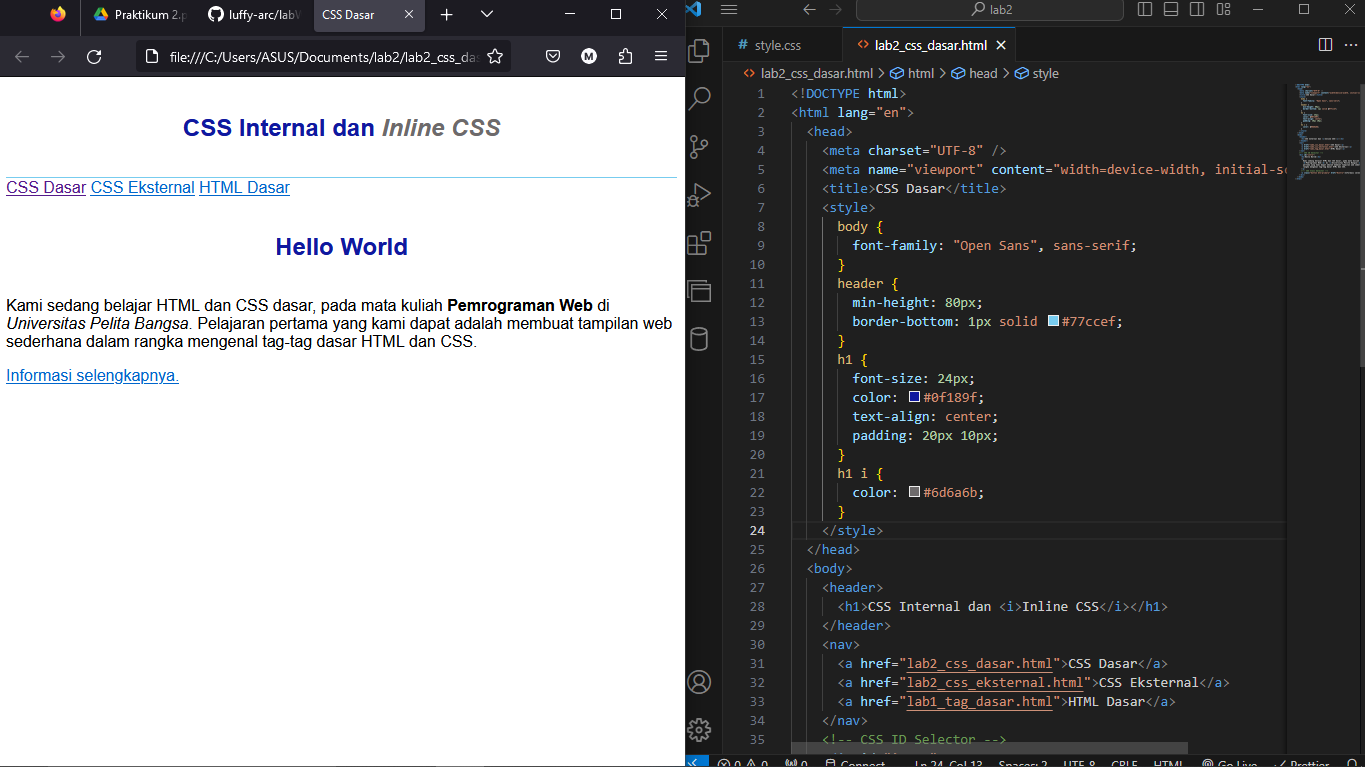 Praktikum 2.p
luffy-arc/lab
CSS Dasar
file:///C:/Users/ASUS/Documents/lab2/lab2_css_das
CSS Internal dan Inline CSS
CSS Dasar CSS Eksternal HTML Dasar
Hello World
Kami sedang belajar HTML dan CSS dasar, pada mata kuliah Pemrograman Web di
Universitas Pelita Bangsa. Pelajaran pertama yang kami dapat adalah membuat tampilan web
sederhana dalam rangka mengenal tag-tag dasar HTML dan CSS.
Informasi selengkapnya.
lab2
# style.css
<> lab2_css_dasar.html
<> lab2_css_dasar.html > html > head > style
1 <!DOCTYPE html>
2 <html lang="en">
3 <head>
4 <meta charset="UTF-8" />
5 <meta name="viewport" content="width=device-width, initial-sc
6 <title>CSS Dasar</title>
7 <style>
8 body {
9 font-family: "Open Sans", sans-serif;
10 }
11 header {
12 min-height: 80px;
13 border-bottom: 1px solid #77ccef;
14 }
15 h1 {
16 font-size: 24px;
17 color: #0f189f;
18 text-align: center;
19 padding: 20px 10px;
20 }
21 h1 i {
22 color: #6d6a6b;
23 }
24 </style>
25 </head>
26 <body>
27 <header>
28 <h1>CSS Internal dan <i>Inline CSS</i></h1>
29 </header>
30 <nav>
31 <a href="lab2_css_dasar.html">CSS Dasar</a>
32 <a href="lab2_css_eksternal.html">CSS Eksternal</a>
33 <a href="lab1_tag_dasar.html">HTML Dasar</a>
34 </nav>
35 <!-- CSS ID Selector -->
0 0 0 Connect Ln 24, Col 13 Spaces: 2 UTF-8 CRLF HTML Go Live Prettier